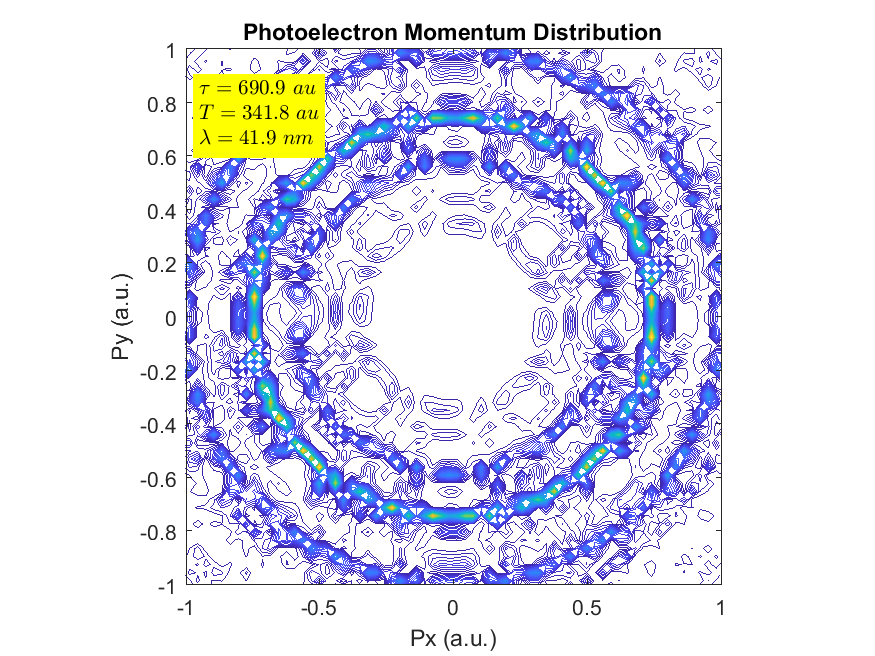 Photoelectron Momentum Distribution
τ = 690.9 au
T = 341.8 au
λ = 41.9 nm
1
0.8
0.6
0.4
0.2
0
-0.2
-0.4
-0.6
-0.8
-1
Py (a.u.)
-1 -0.5 0 0.5 1
Px (a.u.)